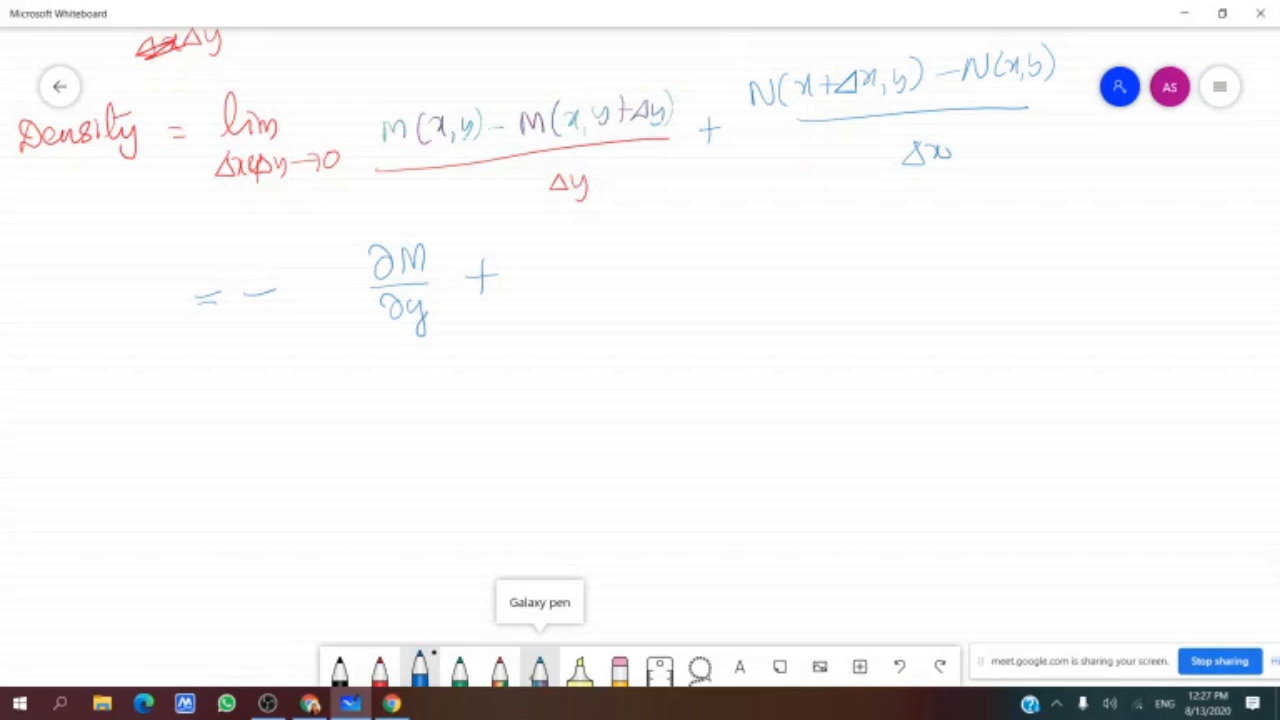 Microsoft Whiteboard
Δy
Density = lim Δx&Δy→0 M(x,y) - M(x,y+Δy) / Δy + N(x+Δx,y) - N(x,y) / Δx
= - ∂M/∂y +
AS
Galaxy pen
A
meet.google.com is sharing your screen. Stop sharing
ENG
12:27 PM
8/13/2020